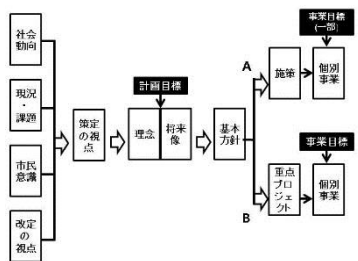 社会
動向
現況
・
課題
市民
意識
改定の
視点
策定の
視点
計画目標
理念
将来
像
基本
方針
A
施策
事業目標
(一部)
個別
事業
B
重点
プロ
ジェ
クト
事業目標
個別
事業